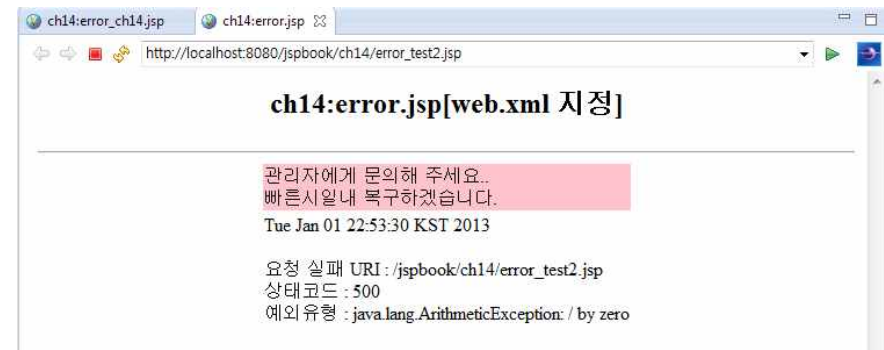 ch14:error_ch14.jsp
ch14:error.jsp
http://localhost:8080/jspbook/ch14/error_test2.jsp
ch14:error.jsp[web.xml 지정]
관리자에게 문의해 주세요..
빠른시일내 복구하겠습니다.
Tue Jan 01 22:53:30 KST 2013
요청 실패 URI : /jspbook/ch14/error_test2.jsp
상태코드 : 500
예외유형 : java.lang.ArithmeticException: / by zero